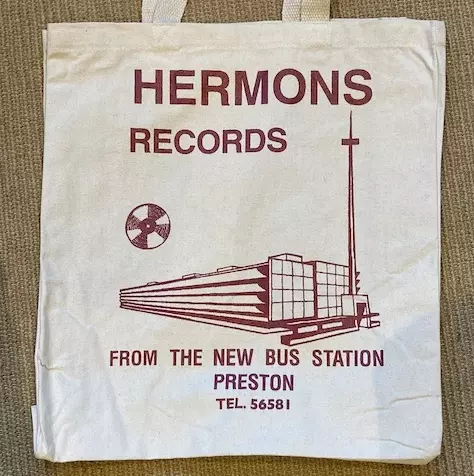 HERMONS
RECORDS
FROM THE NEW BUS STATION
PRESTON
TEL. 56581